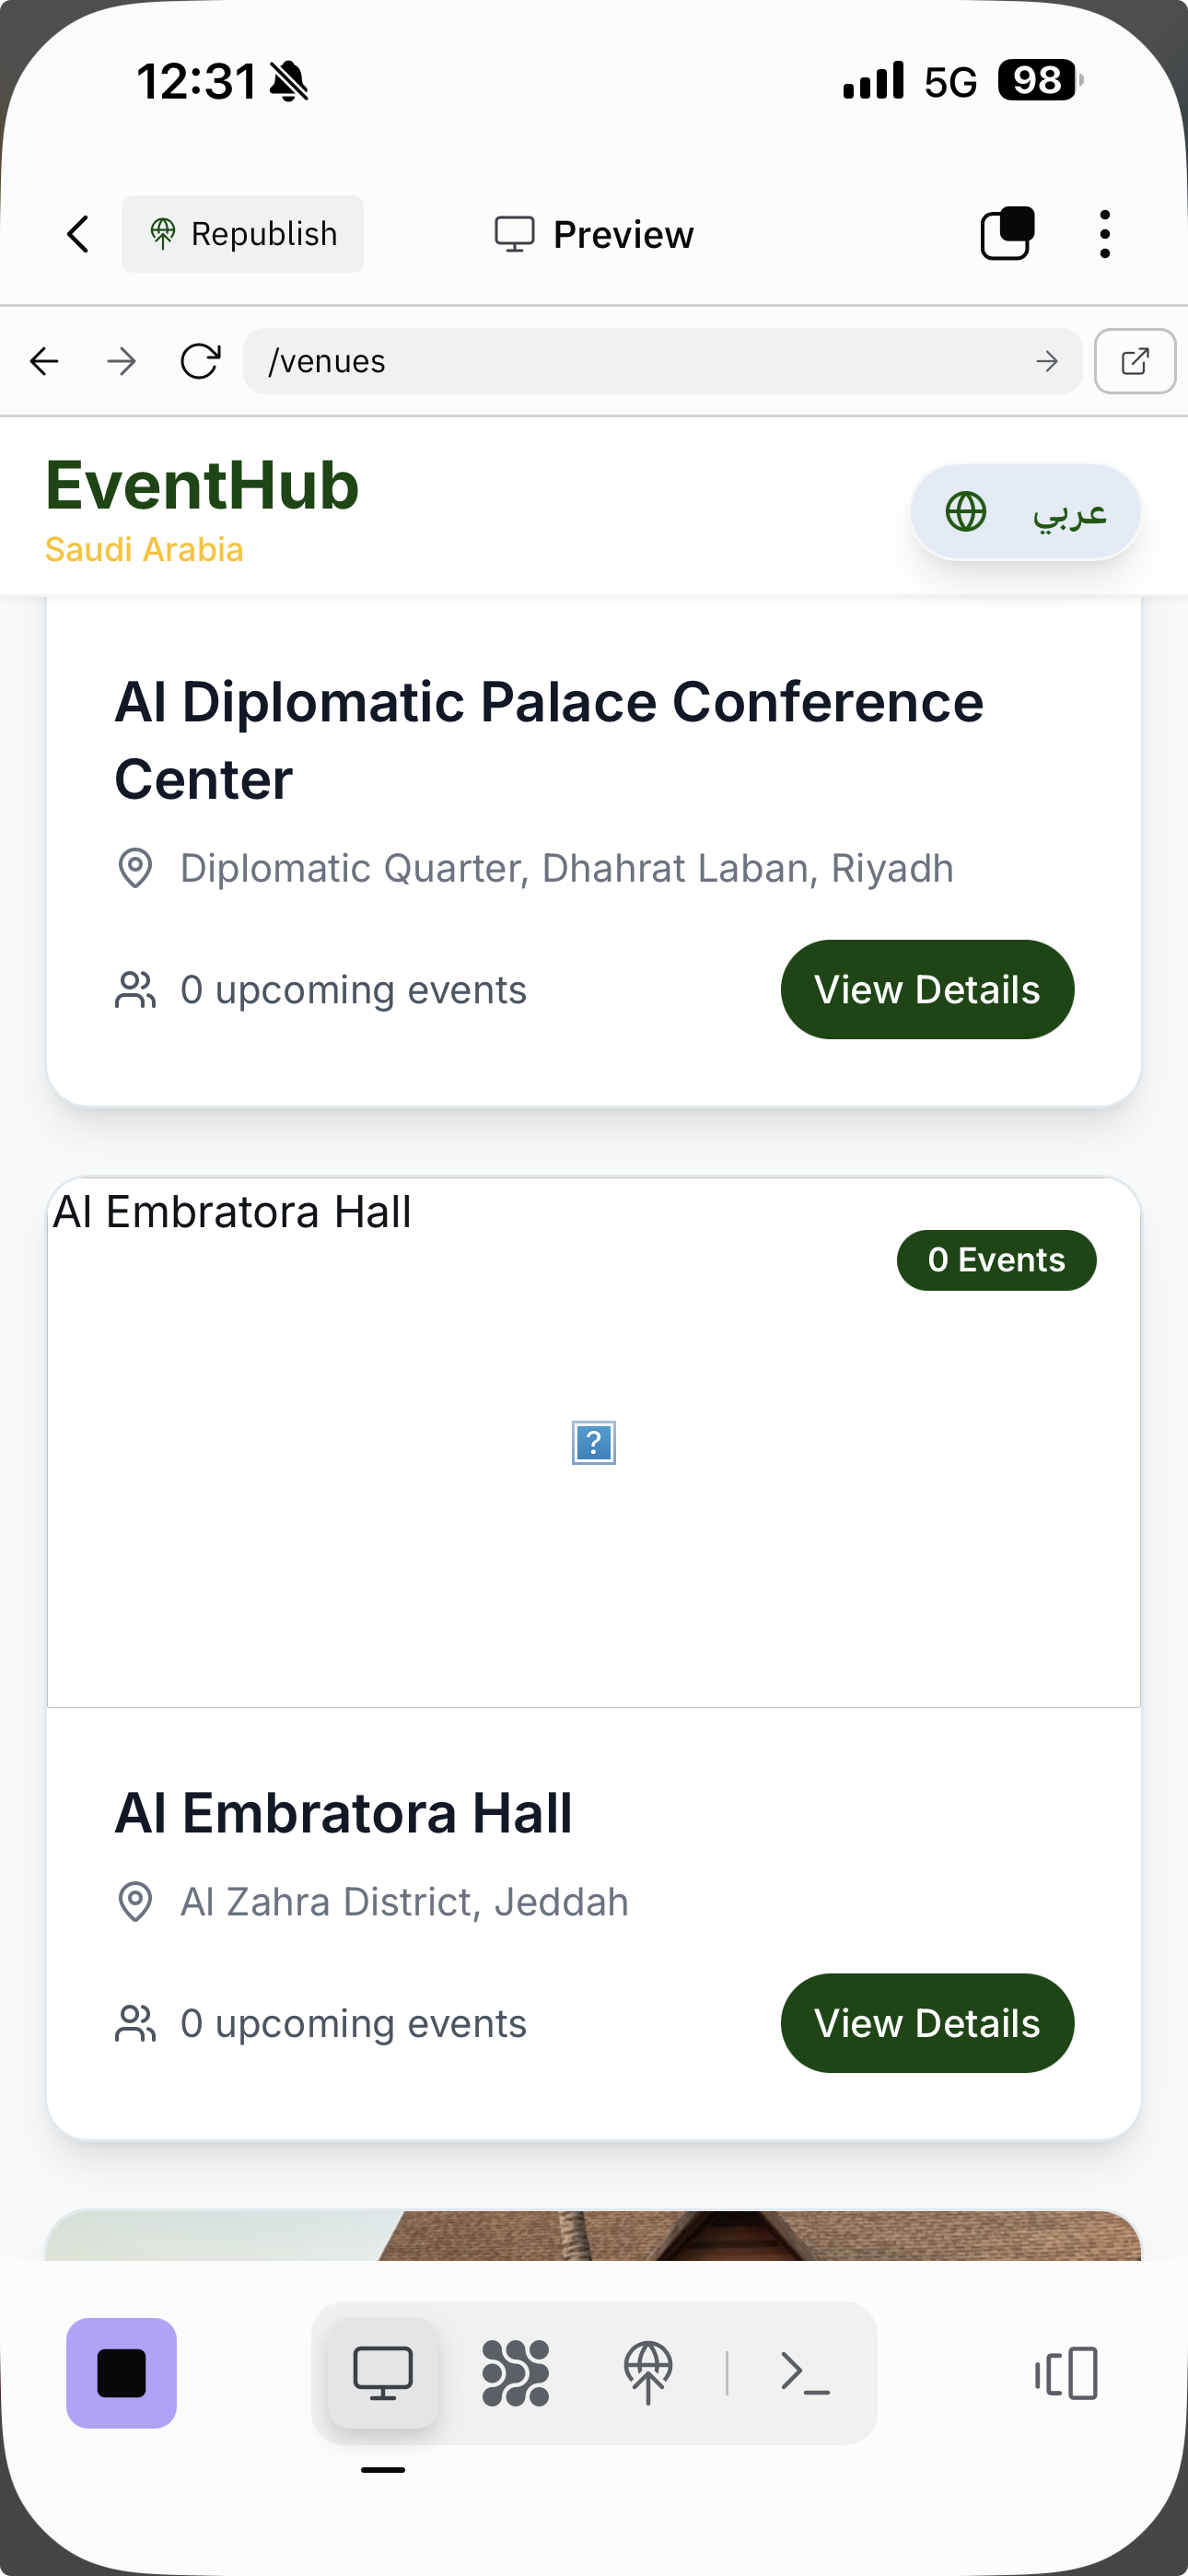 12:31
5G
98
Republish
Preview
/venues
EventHub
Saudi Arabia
عربي
Al Diplomatic Palace Conference
Center
Diplomatic Quarter, Dhahrat Laban, Riyadh
0 upcoming events
View Details
Al Embratora Hall
0 Events
?
Al Embratora Hall
Al Zahra District, Jeddah
0 upcoming events
View Details